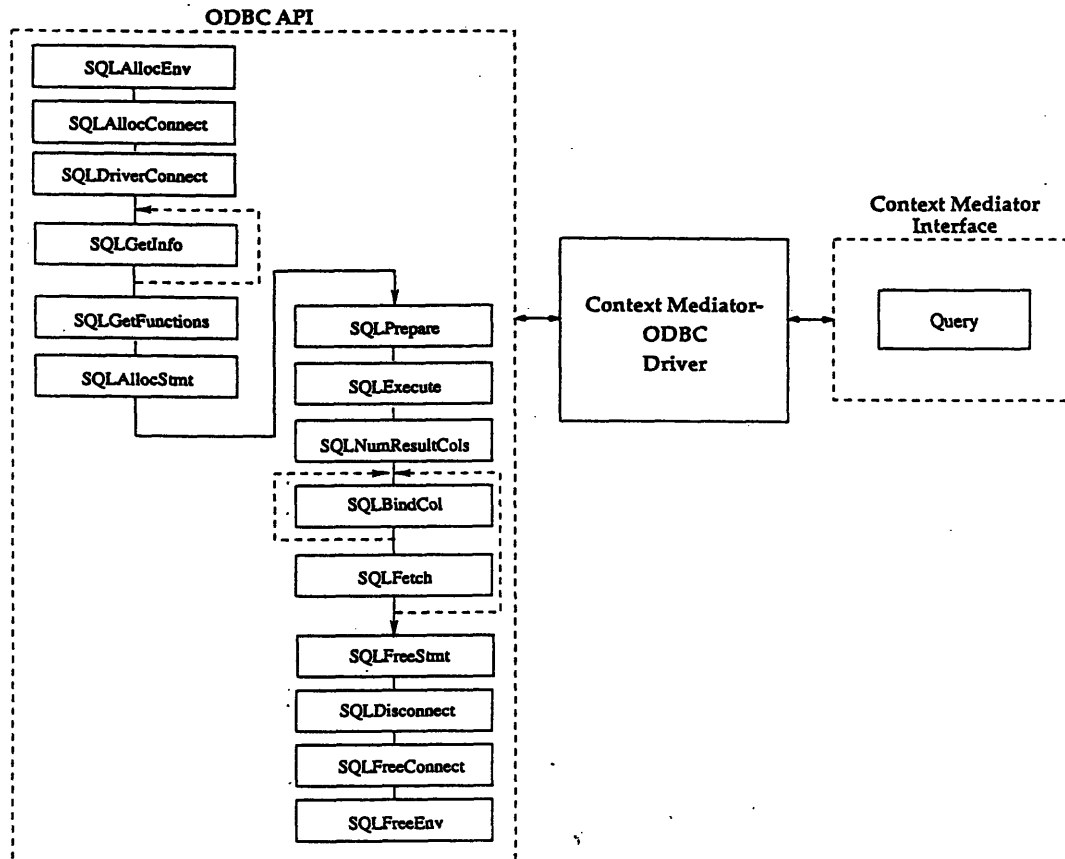 ODBC API
SQLAllocEnv
SQLAllocConnect
SQLDriverConnect
SQLGetInfo
SQLGetFunctions
SQLAllocStmt
SQLPrepare
SQLExecute
SQLNumResultCols
SQLBindCol
SQLFetch
SQLFreeStmt
SQLDisconnect
SQLFreeConnect
SQLFreeEnv
Context Mediator-
ODBC
Driver
Context Mediator
Interface
Query